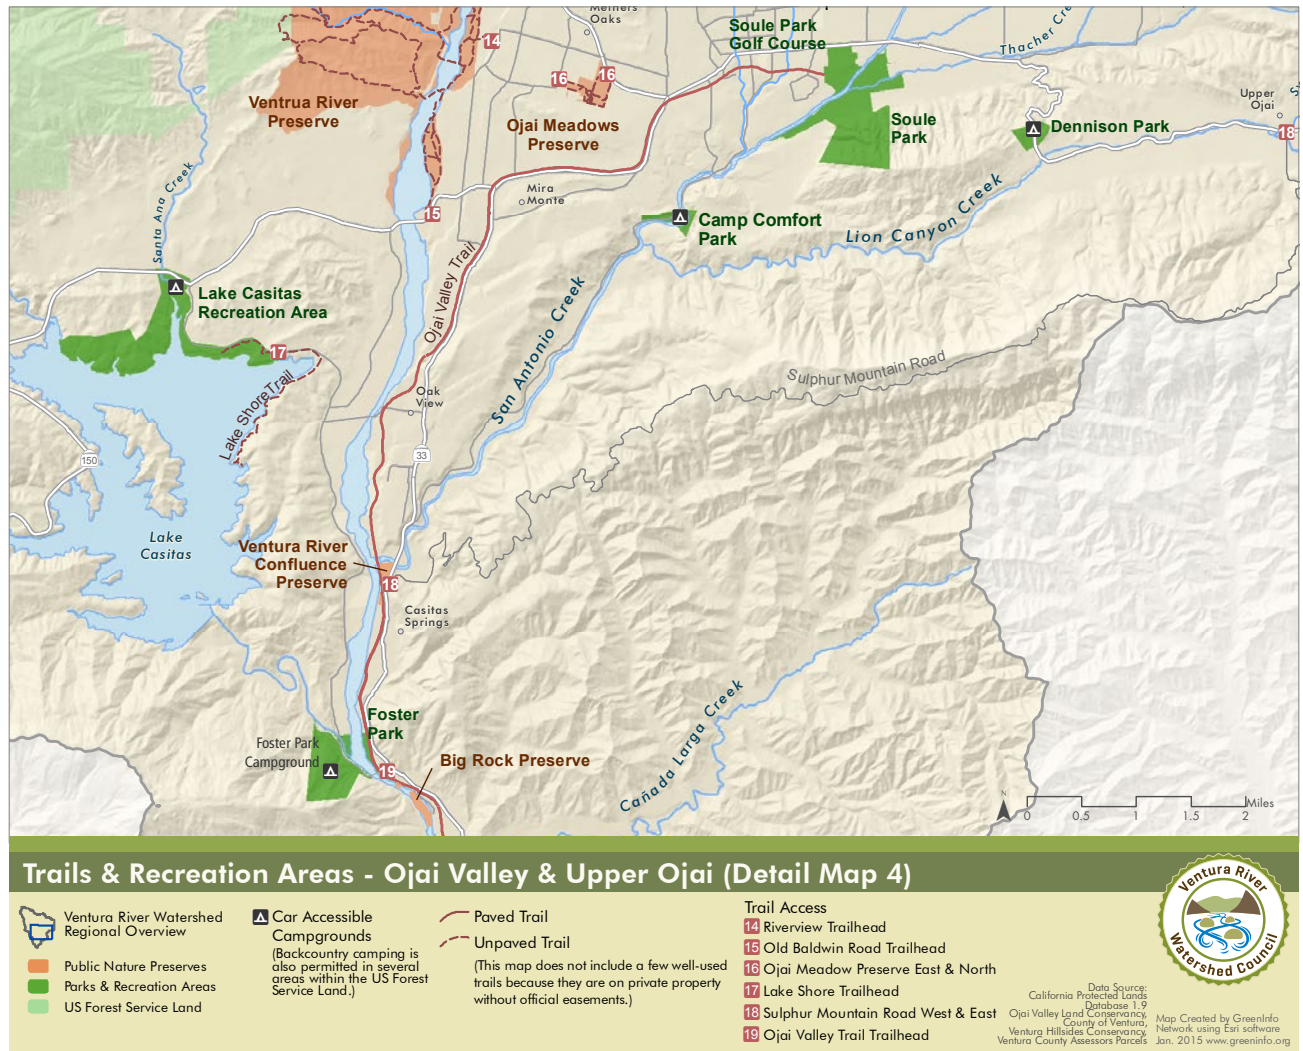 Meiners
Oaks
Soule Park
Golf Course
Thacher Cre
14
16
16
Ventrua River
Preserve
Ojai Meadows
Preserve
Soule
Park
Upper
Ojai
Dennison Park
18
Santa Ana Creek
Mira
Monte
15
Camp Comfort
Park
Lion Canyon Creek
Lake Casitas
Recreation Area
Ojai Valley Trail
San Antonio Creek
17
Lake Shore Trail
Oak
View
Sulphur Mountain Road
150
33
Lake
Casitas
Ventura River
Confluence
Preserve
18
Casitas
Springs
Foster
Park
Foster Park
Campground
19
Big Rock Preserve
Cañada Larga Creek
N
Miles
0 0.5 1 1.5 2
Trails & Recreation Areas - Ojai Valley & Upper Ojai (Detail Map 4)
Ventura River Watershed
Regional Overview
Public Nature Preserves
Parks & Recreation Areas
US Forest Service Land
Car Accessible
Campgrounds
(Backcountry camping is
also permitted in several
areas within the US Forest
Service Land.)
Paved Trail
Unpaved Trail
(This map does not include a few well-used
trails because they are on private property
without official easements.)
Trail Access
14 Riverview Trailhead
15 Old Baldwin Road Trailhead
16 Ojai Meadow Preserve East & North
17 Lake Shore Trailhead
18 Sulphur Mountain Road West & East
19 Ojai Valley Trail Trailhead
Ventura River
Watershed Council
Data Source:
California Protected Lands
Database 1.9
Ojai Valley Land Conservancy,
County of Ventura,
Ventura Hillsides Conservancy,
Ventura County Assessors Parcels
Map Created by GreenInfo
Network using Esri software
Jan. 2015 www.greeninfo.org